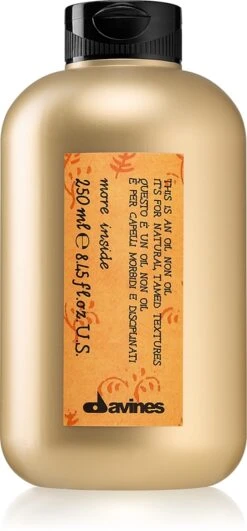 THIS IS AN OIL NON OIL
IT'S FOR NATURAL, TAMED TEXTURES
QUESTO È UN OIL NON OIL
È PER CAPELLI MORBIDI E DISCIPLINATI
more inside
250 ml e 8.45 fl.oz. U.S.
davines